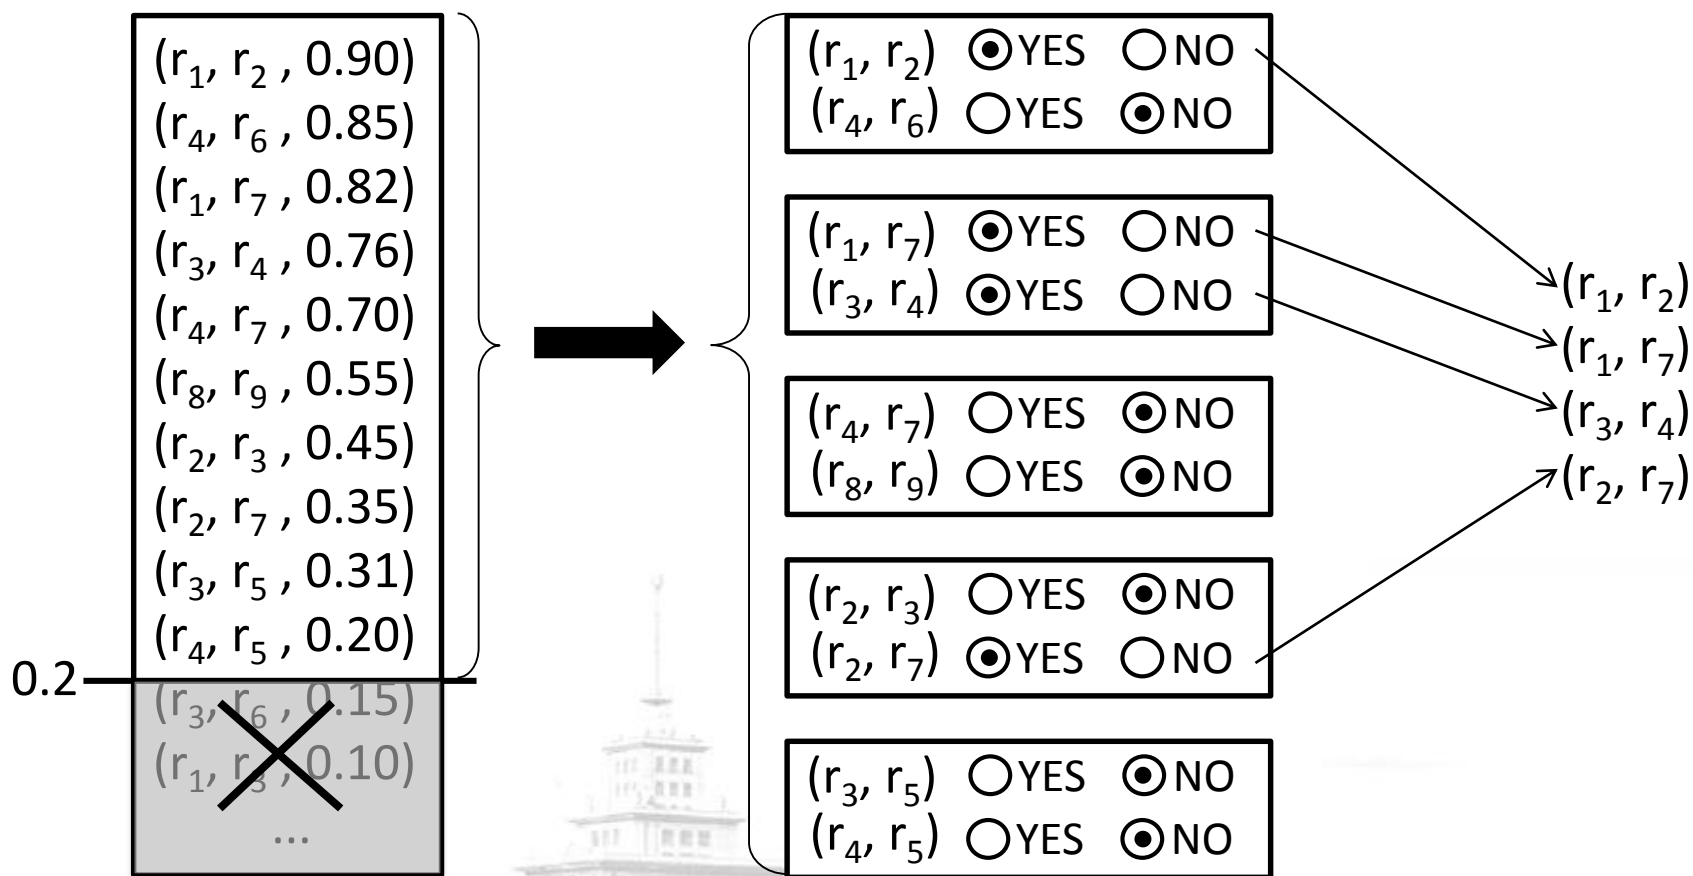 (r₁, r₂ , 0.90)
(r₄, r₆ , 0.85)
(r₁, r₇ , 0.82)
(r₃, r₄ , 0.76)
(r₄, r₇ , 0.70)
(r₈, r₉ , 0.55)
(r₂, r₃ , 0.45)
(r₂, r₇ , 0.35)
(r₃, r₅ , 0.31)
(r₄, r₅ , 0.20)
0.2
(r₃, r₆ , 0.15)
(r₁, r₃ , 0.10)
...
(r₁, r₂) YES NO
(r₄, r₆) YES NO
(r₁, r₇) YES NO
(r₃, r₄) YES NO
(r₄, r₇) YES NO
(r₈, r₉) YES NO
(r₂, r₃) YES NO
(r₂, r₇) YES NO
(r₃, r₅) YES NO
(r₄, r₅) YES NO
(r₁, r₂)
(r₁, r₇)
(r₃, r₄)
(r₂, r₇)